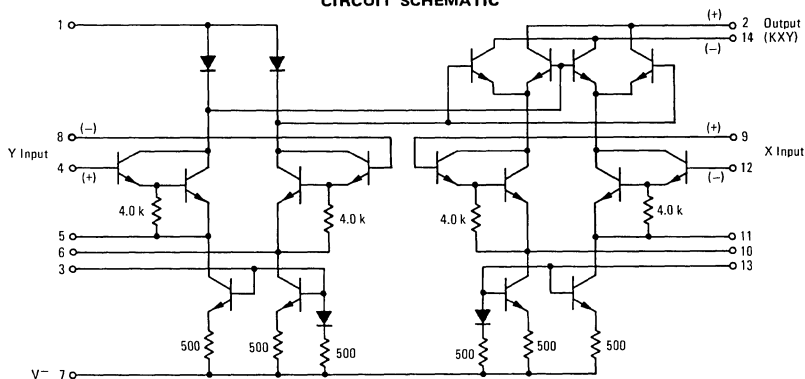 CIRCUIT SCHEMATIC
1
(+)
2 Output
14 (KXY)
(−)
8 (−)
(+) 9
Y Input
X Input
4
(+)
12
(−)
4.0 k
4.0 k
4.0 k
4.0 k
5
11
6
10
3
13
500
500
500
500
500
500
V− 7